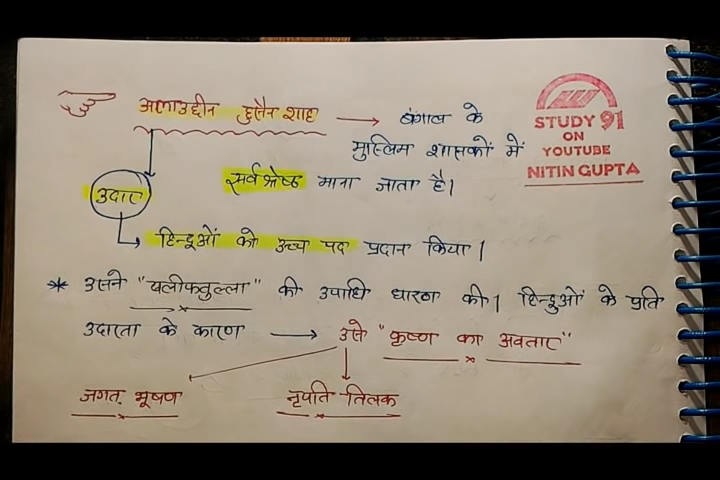 अलाउद्दीन हुसैन शाह → बंगाल के
मुस्लिम शासकों में
सर्वश्रेष्ठ माना जाता है।
उदार
हिन्दुओं को उच्च पद प्रदान किया।
* उसने "खलीफतुल्ला" की उपाधि धारण की। हिन्दुओं के प्रति
उदारता के कारण → उसे "कृष्ण का अवतार"
जगत् भूषण
नृपति तिलक
STUDY 91
ON
YOUTUBE
NITIN GUPTA